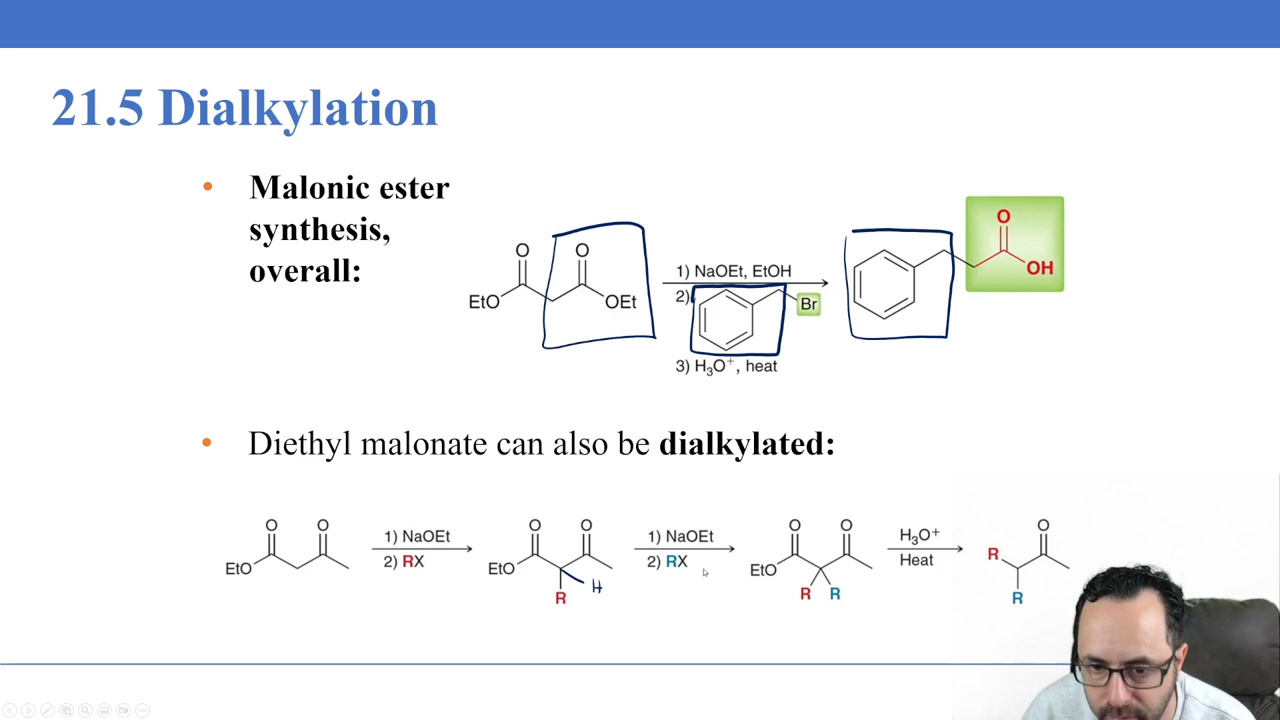 21.5 Dialkylation
• Malonic ester
synthesis,
overall:
O O
EtO OEt
1) NaOEt, EtOH
2) Br
3) H₃O⁺, heat
O
OH
• Diethyl malonate can also be dialkylated:
O O
EtO
1) NaOEt
2) RX
O O
EtO
R H
1) NaOEt
2) RX
O O
EtO
R R
H₃O⁺
Heat
O
R
R